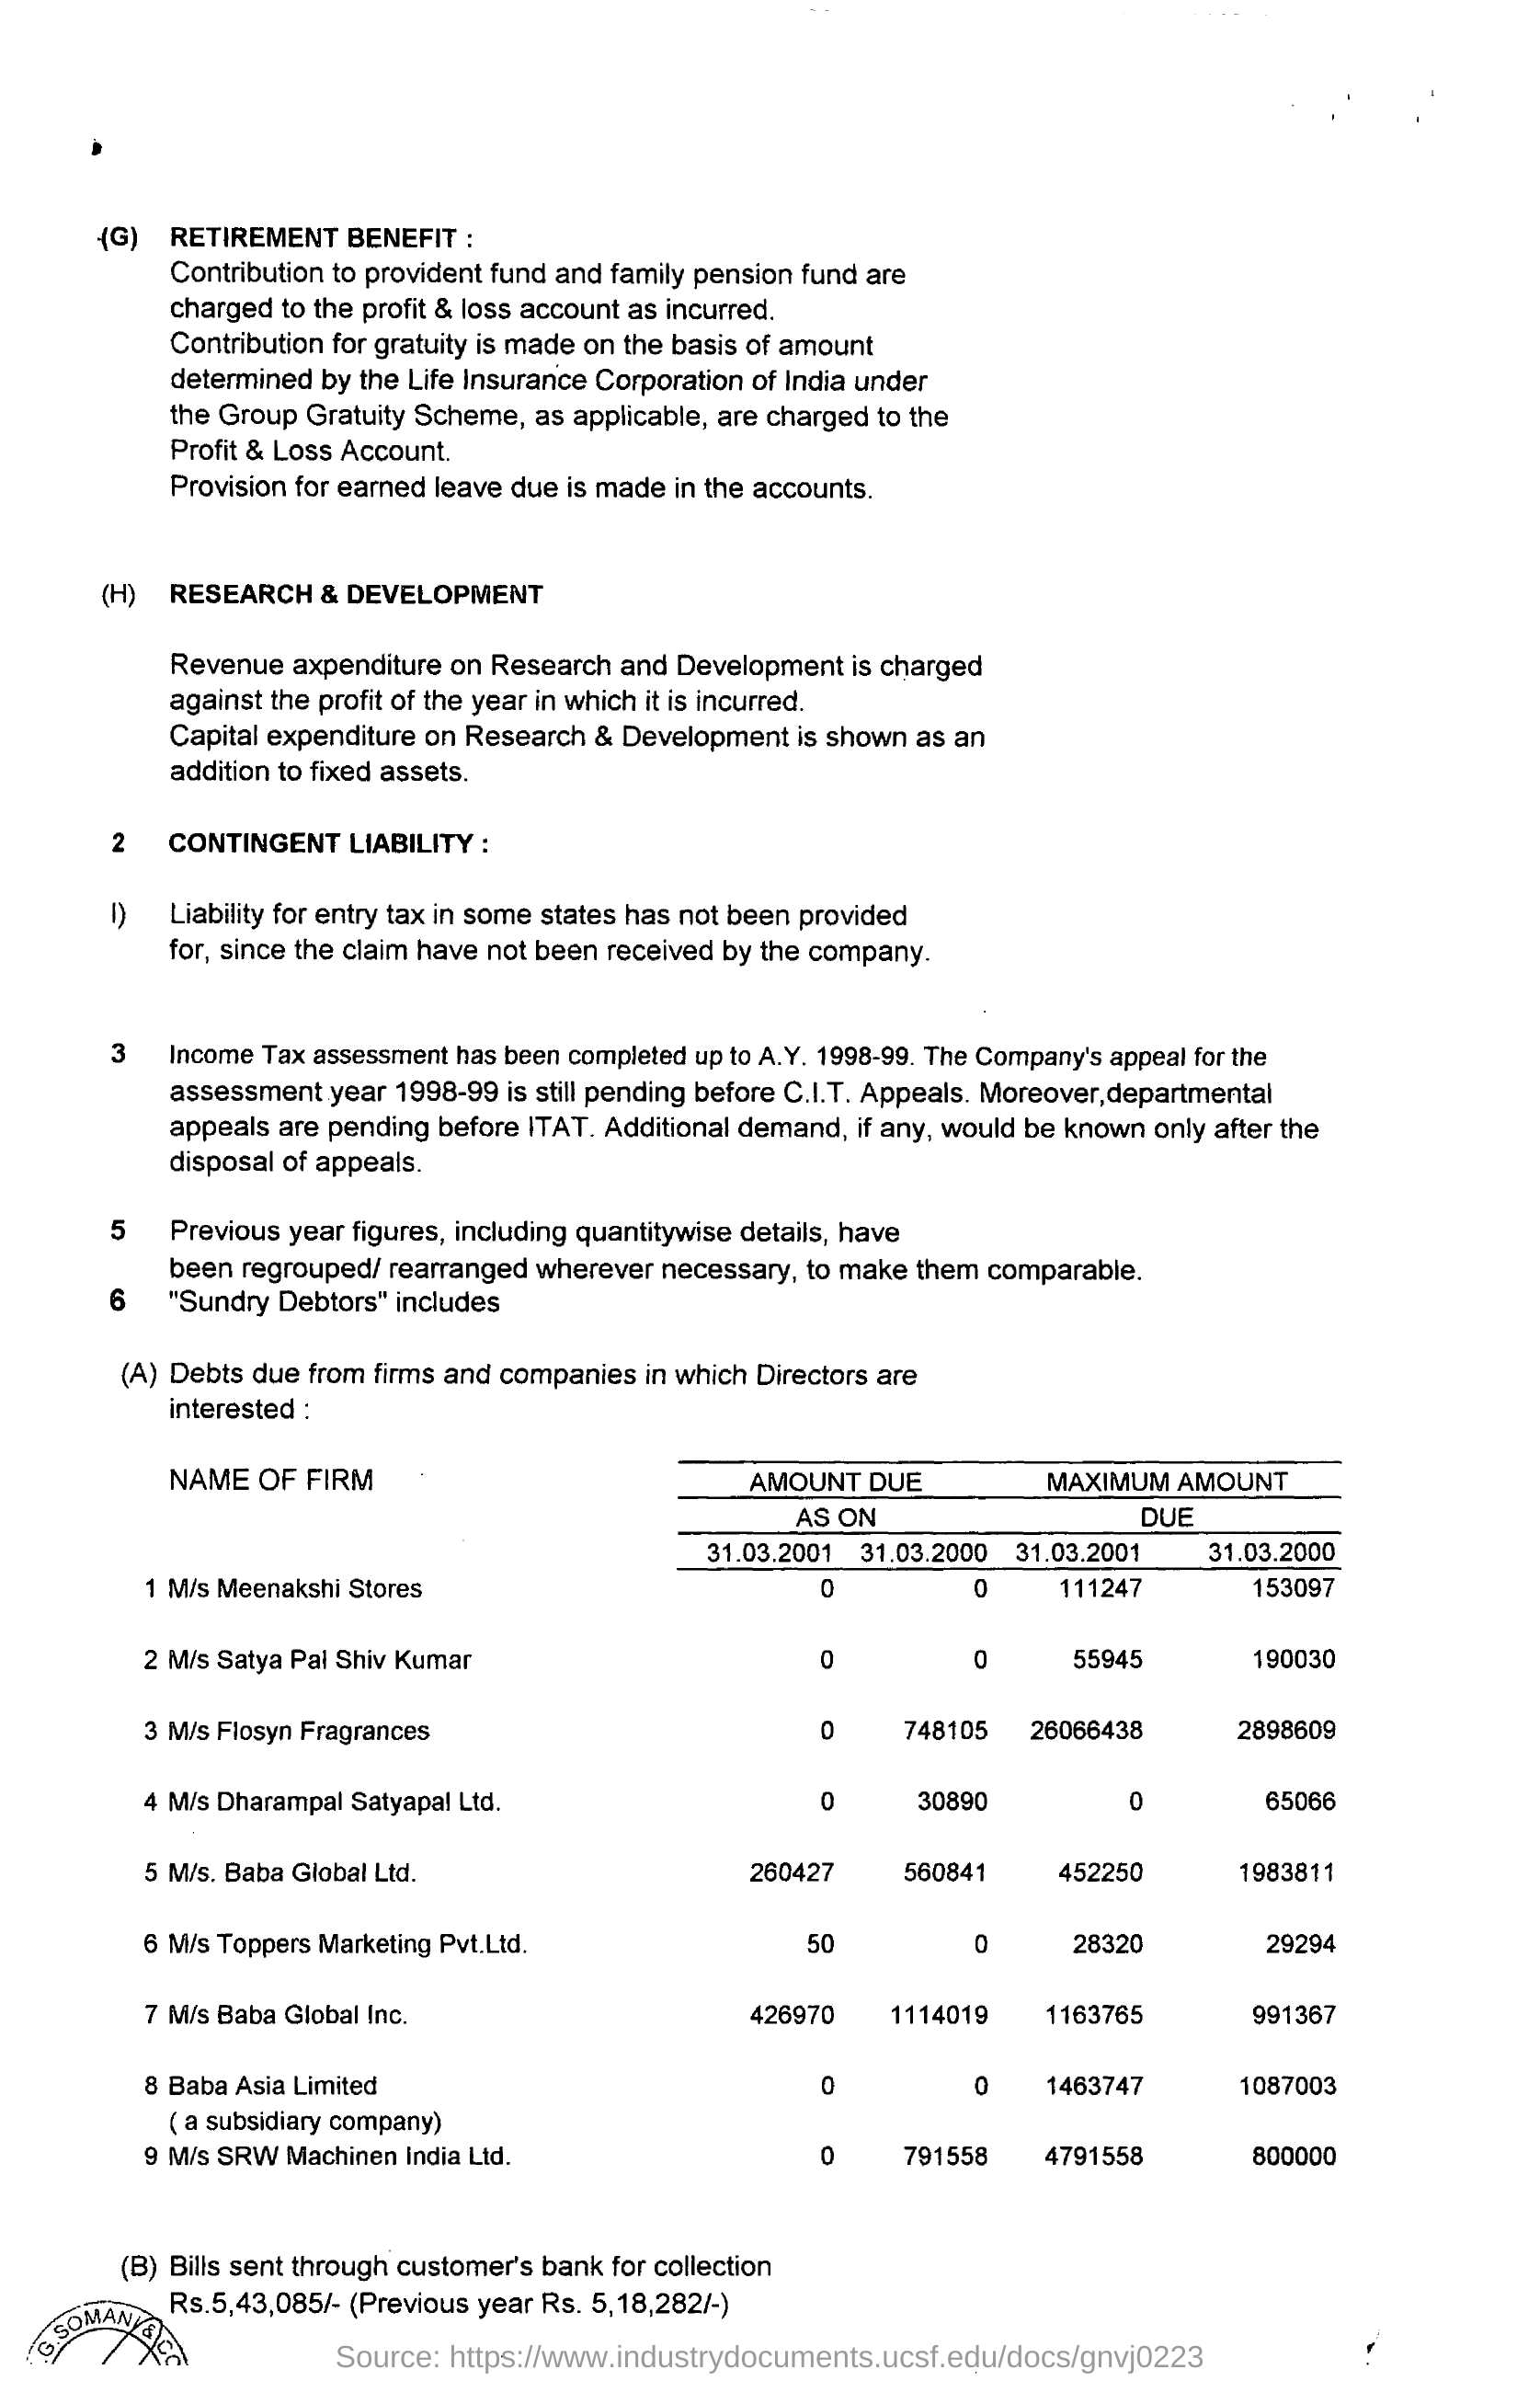 (G) RETIREMENT BENEFIT :
Contribution to provident fund and family pension fund are
charged to the profit & loss account as incurred.
Contribution for gratuity is made on the basis of amount
determined by the Life Insurance Corporation of India under
the Group Gratuity Scheme, as applicable, are charged to the
Profit & Loss Account.
Provision for earned leave due is made in the accounts.
(H) RESEARCH & DEVELOPMENT
Revenue axpenditure on Research and Development is charged
against the profit of the year in which it is incurred.
Capital expenditure on Research & Development is shown as an
addition to fixed assets.
2 CONTINGENT LIABILITY :
I) Liability for entry tax in some states has not been provided
for, since the claim have not been received by the company.
3 Income Tax assessment has been completed up to A.Y. 1998-99. The Company's appeal for the
assessment year 1998-99 is still pending before C.I.T. Appeals. Moreover,departmental
appeals are pending before ITAT. Additional demand, if any, would be known only after the
disposal of appeals.
5 Previous year figures, including quantitywise details, have
been regrouped/ rearranged wherever necessary, to make them comparable.
6 "Sundry Debtors" includes
(A) Debts due from firms and companies in which Directors are
interested :
NAME OF FIRM AMOUNT DUE MAXIMUM AMOUNT
AS ON DUE
31.03.2001 31.03.2000 31.03.2001 31.03.2000
1 M/s Meenakshi Stores 0 0 111247 153097
2 M/s Satya Pal Shiv Kumar 0 0 55945 190030
3 M/s Flosyn Fragrances 0 748105 26066438 2898609
4 M/s Dharampal Satyapal Ltd. 0 30890 0 65066
5 M/s. Baba Global Ltd. 260427 560841 452250 1983811
6 M/s Toppers Marketing Pvt.Ltd. 50 0 28320 29294
7 M/s Baba Global Inc. 426970 1114019 1163765 991367
8 Baba Asia Limited 0 0 1463747 1087003
( a subsidiary company)
9 M/s SRW Machinen India Ltd. 0 791558 4791558 800000
(B) Bills sent through customer's bank for collection
Rs.5,43,085/- (Previous year Rs. 5,18,282/-)
.G.SOMANI & CO
Source: https://www.industrydocuments.ucsf.edu/docs/gnvj0223